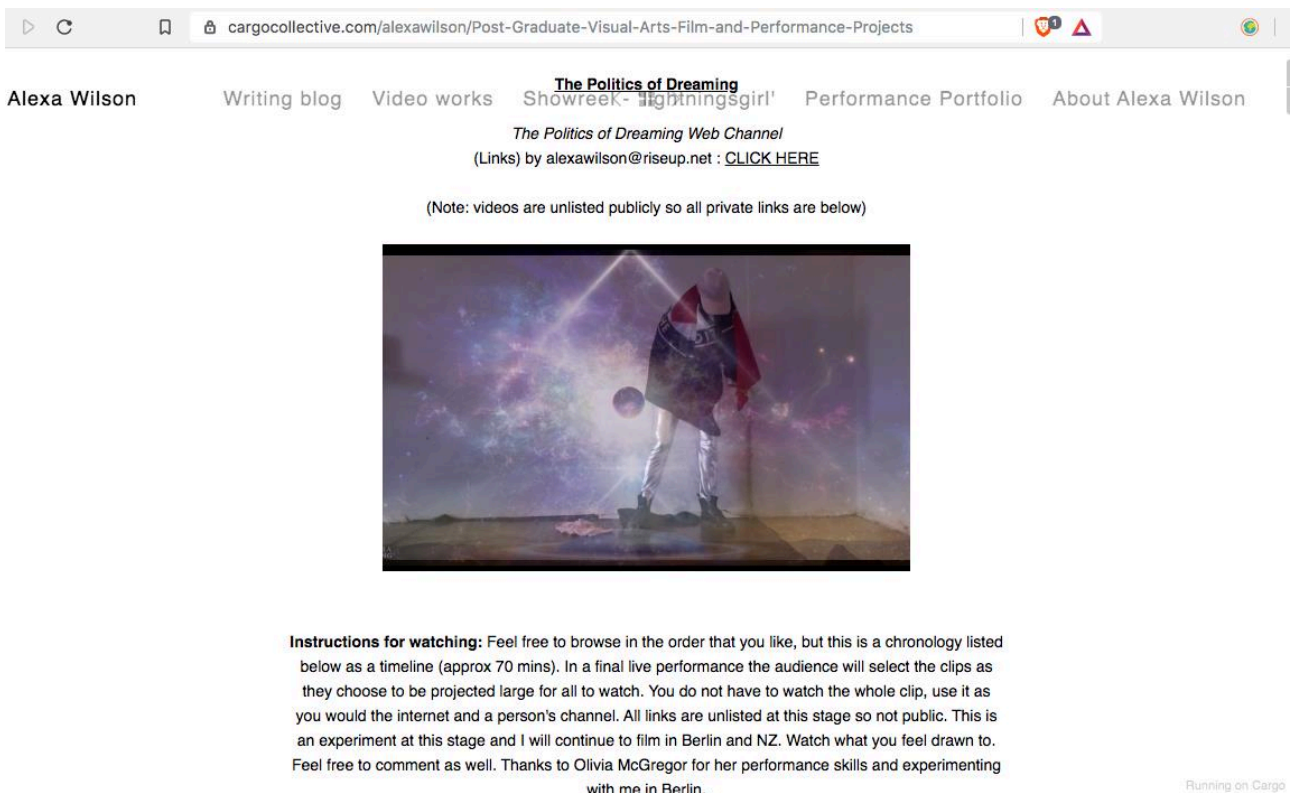 cargocollective.com/alexawilson/Post-Graduate-Visual-Arts-Film-and-Performance-Projects
1
The Politics of Dreaming
Alexa Wilson
Writing blog
Video works
Showreel - 'lightningsgirl'
Performance Portfolio
About Alexa Wilson
The Politics of Dreaming Web Channel
(Links) by alexawilson@riseup.net : CLICK HERE
(Note: videos are unlisted publicly so all private links are below)
Instructions for watching: Feel free to browse in the order that you like, but this is a chronology listed
below as a timeline (approx 70 mins). In a final live performance the audience will select the clips as
they choose to be projected large for all to watch. You do not have to watch the whole clip, use it as
you would the internet and a person's channel. All links are unlisted at this stage so not public. This is
an experiment at this stage and I will continue to film in Berlin and NZ. Watch what you feel drawn to.
Feel free to comment as well. Thanks to Olivia McGregor for her performance skills and experimenting
with me in Berlin.
Running on Cargo